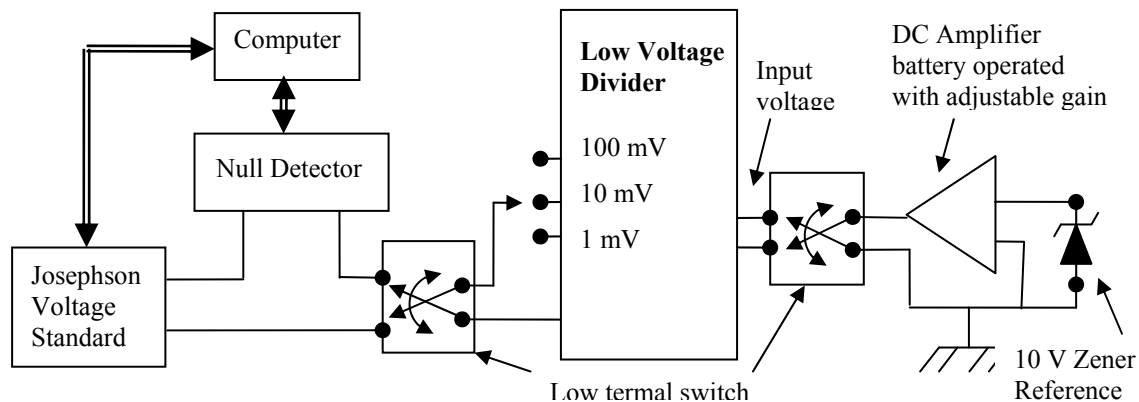 Computer
Null Detector
Josephson
Voltage
Standard
Low Voltage
Divider
100 mV
10 mV
1 mV
Input
voltage
DC Amplifier
battery operated
with adjustable gain
Low termal switch
10 V Zener
Reference